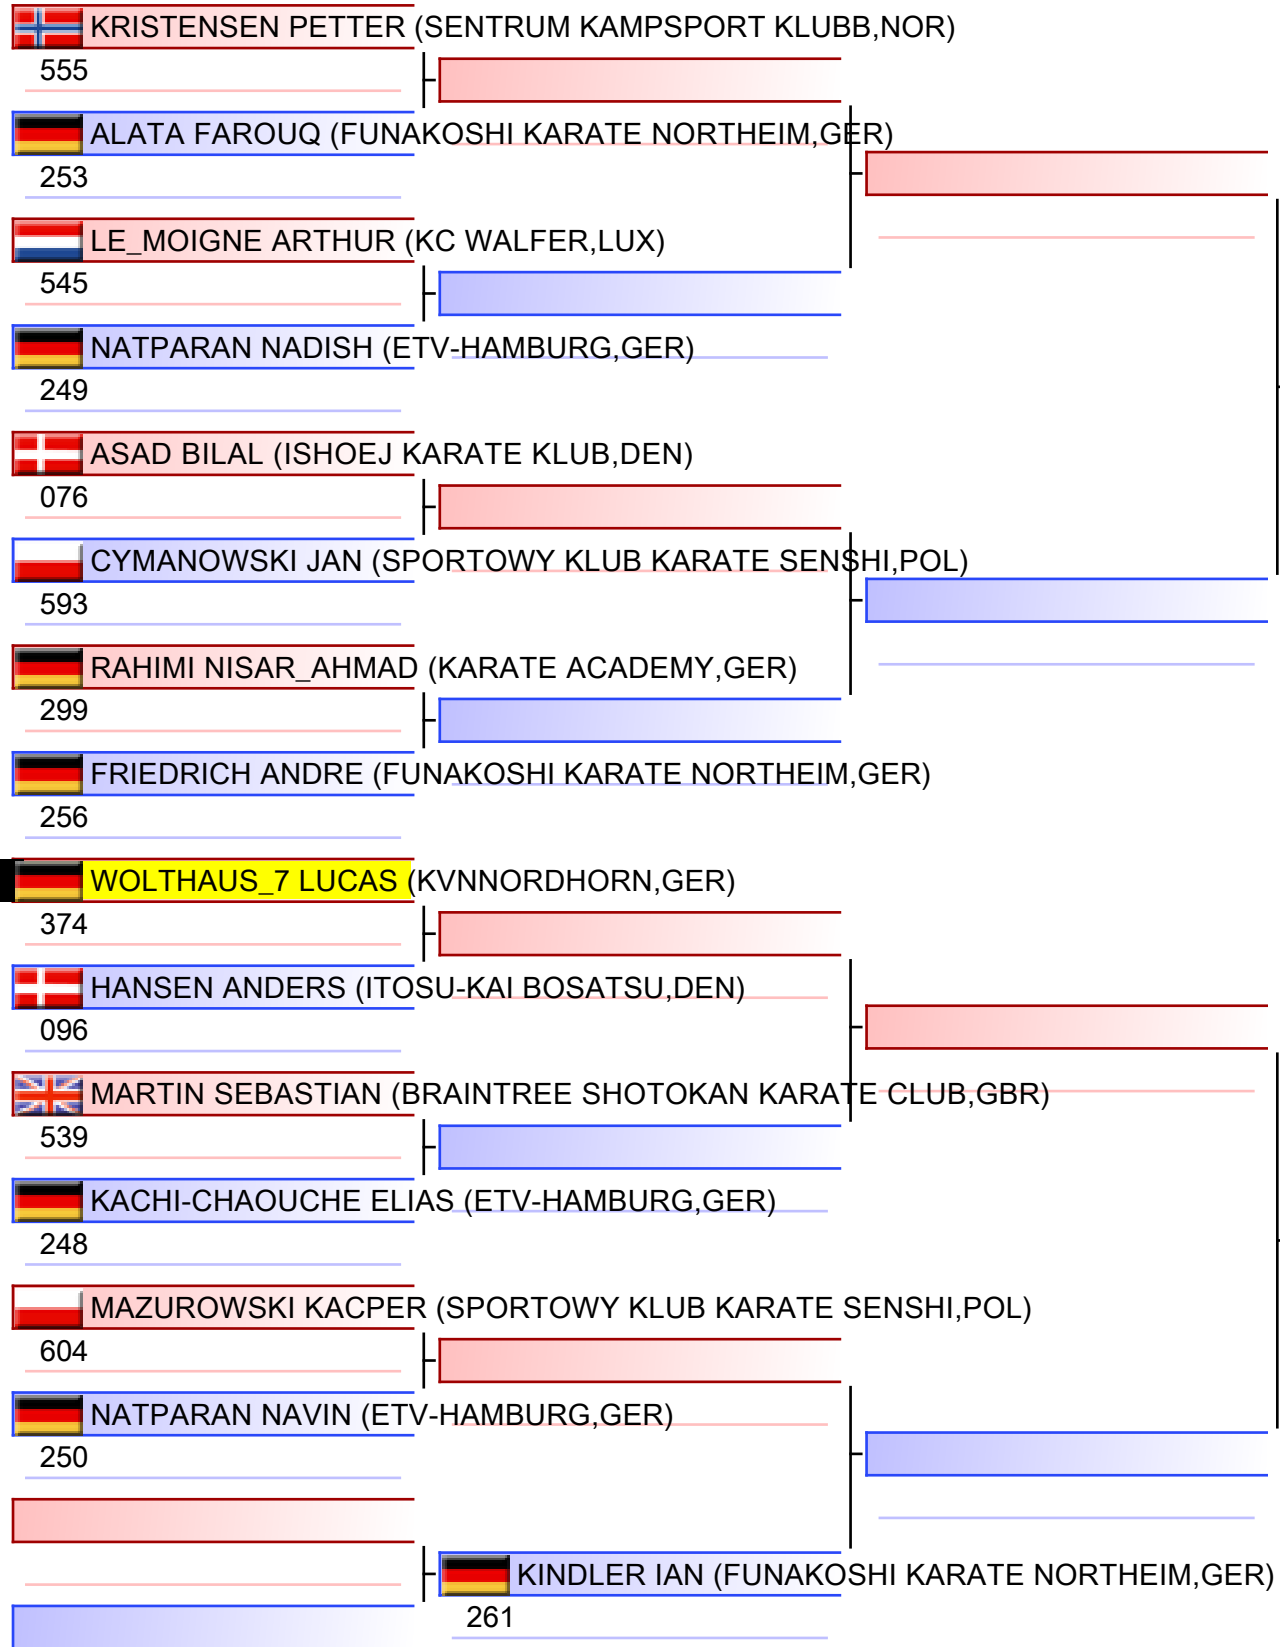 KRISTENSEN PETTER (SENTRUM KAMPSPORT KLUBB,NOR)
555
ALATA FAROUQ (FUNAKOSHI KARATE NORTHEIM,GER)
253
LE_MOIGNE ARTHUR (KC WALFER,LUX)
545
NATPARAN NADISH (ETV-HAMBURG,GER)
249
ASAD BILAL (ISHOEJ KARATE KLUB,DEN)
076
CYMANOWSKI JAN (SPORTOWY KLUB KARATE SENSHI,POL)
593
RAHIMI NISAR_AHMAD (KARATE ACADEMY,GER)
299
FRIEDRICH ANDRE (FUNAKOSHI KARATE NORTHEIM,GER)
256
WOLTHAUS_7 LUCAS (KVNNORDHORN,GER)
374
HANSEN ANDERS (ITOSU-KAI BOSATSU,DEN)
096
MARTIN SEBASTIAN (BRAINTREE SHOTOKAN KARATE CLUB,GBR)
539
KACHI-CHAOUCHE ELIAS (ETV-HAMBURG,GER)
248
MAZUROWSKI KACPER (SPORTOWY KLUB KARATE SENSHI,POL)
604
NATPARAN NAVIN (ETV-HAMBURG,GER)
250
KINDLER IAN (FUNAKOSHI KARATE NORTHEIM,GER)
261